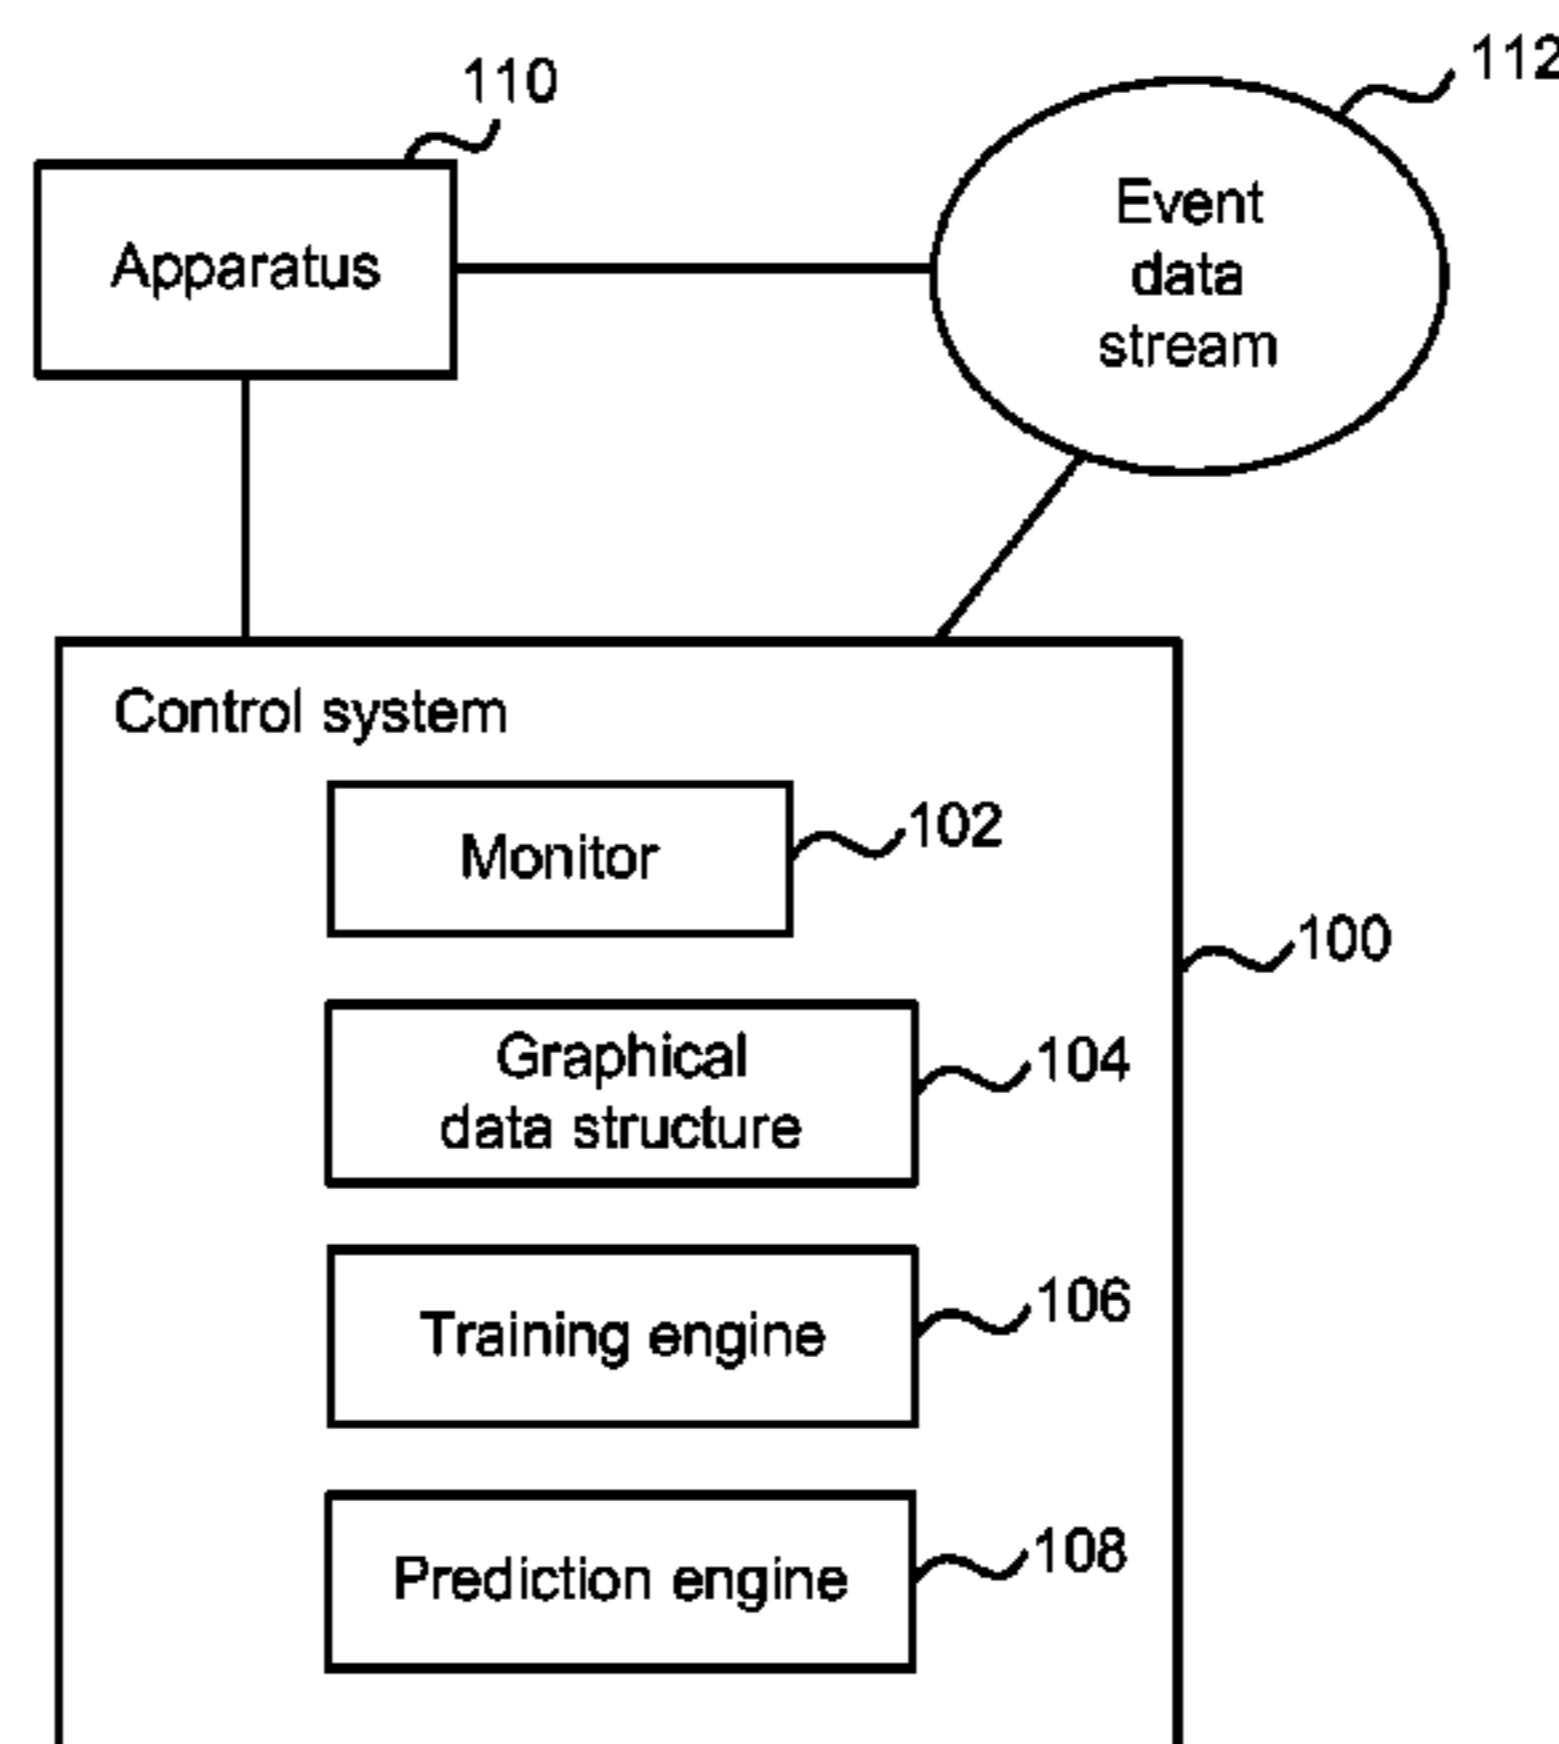 110
112
Apparatus
Event
data
stream
Control system
Monitor
102
100
Graphical
data structure
104
Training engine
106
Prediction engine
108